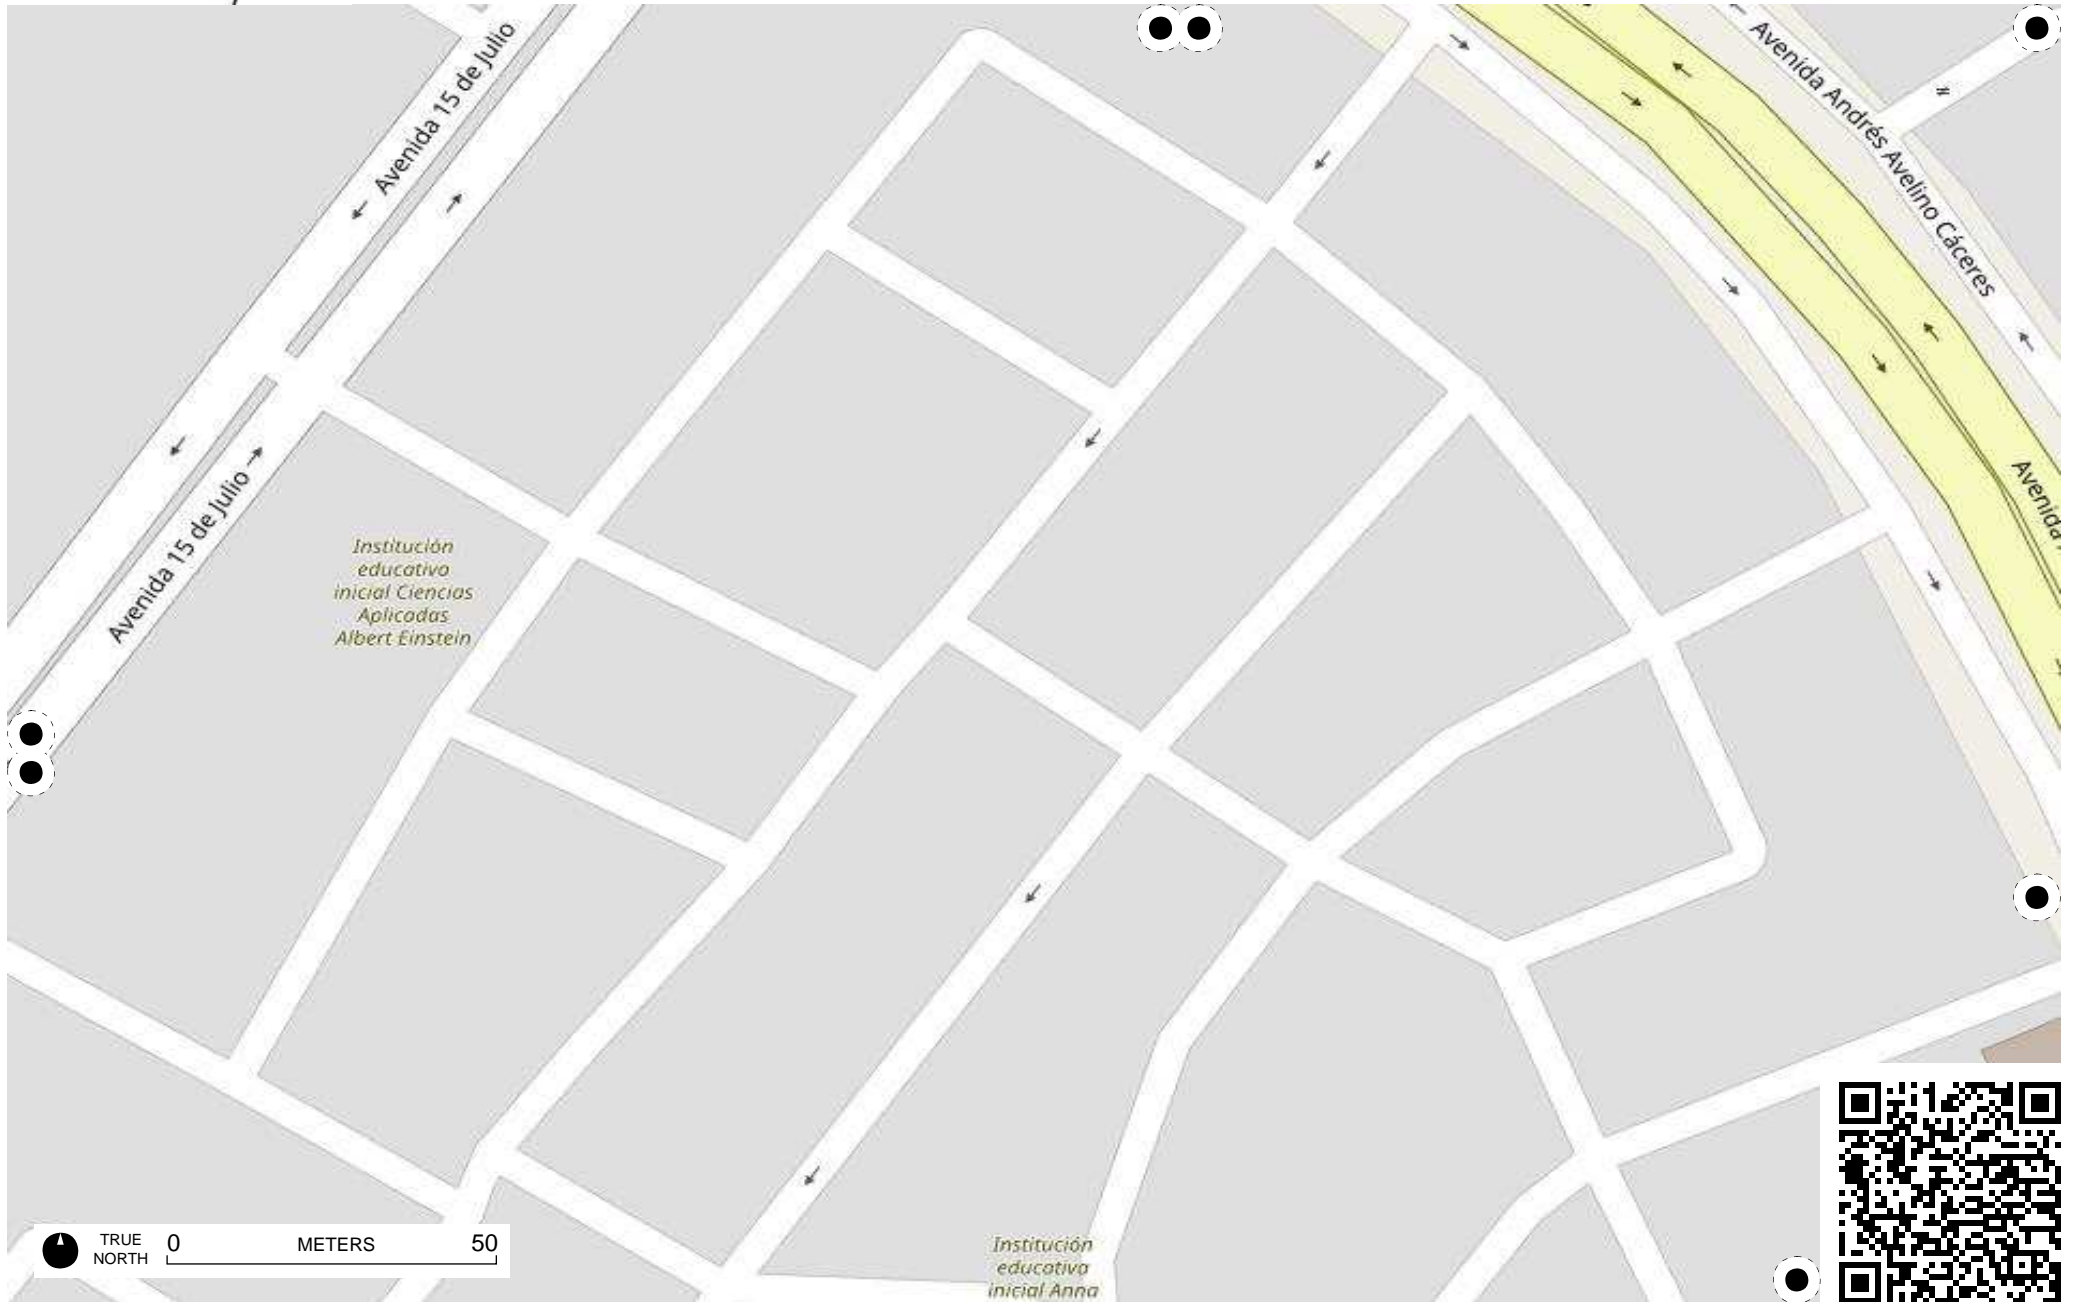 Avenida 15 de Julio
Avenida Andrés Avelino Cáceres
Avenida
Avenida 15 de Julio
Institución
educativa
inicial Ciencias
Aplicadas
Albert Einstein
Institución
educativa
inicial Anna
TRUE
NORTH
0 METERS 50